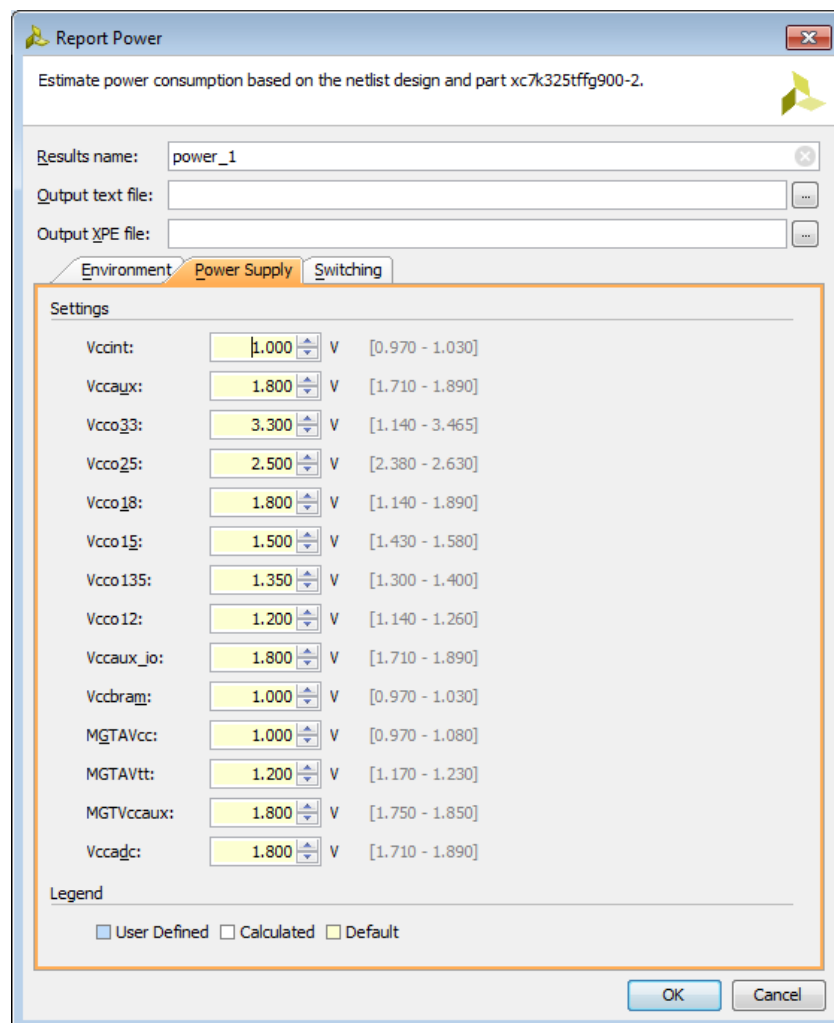 Report Power
Estimate power consumption based on the netlist design and part xc7k325tffg900-2.
Results name: power_1
Output text file: ...
Output XPE file: ...
Environment Power Supply Switching
Settings
Vccint: 1.000 V [0.970 - 1.030]
Vccaux: 1.800 V [1.710 - 1.890]
Vcco33: 3.300 V [1.140 - 3.465]
Vcco25: 2.500 V [2.380 - 2.630]
Vcco18: 1.800 V [1.140 - 1.890]
Vcco15: 1.500 V [1.430 - 1.580]
Vcco135: 1.350 V [1.300 - 1.400]
Vcco12: 1.200 V [1.140 - 1.260]
Vccaux_io: 1.800 V [1.710 - 1.890]
Vccbram: 1.000 V [0.970 - 1.030]
MGTAVcc: 1.000 V [0.970 - 1.080]
MGTAVtt: 1.200 V [1.170 - 1.230]
MGTVccaux: 1.800 V [1.750 - 1.850]
Vccadc: 1.800 V [1.710 - 1.890]
Legend
User Defined Calculated Default
OK Cancel